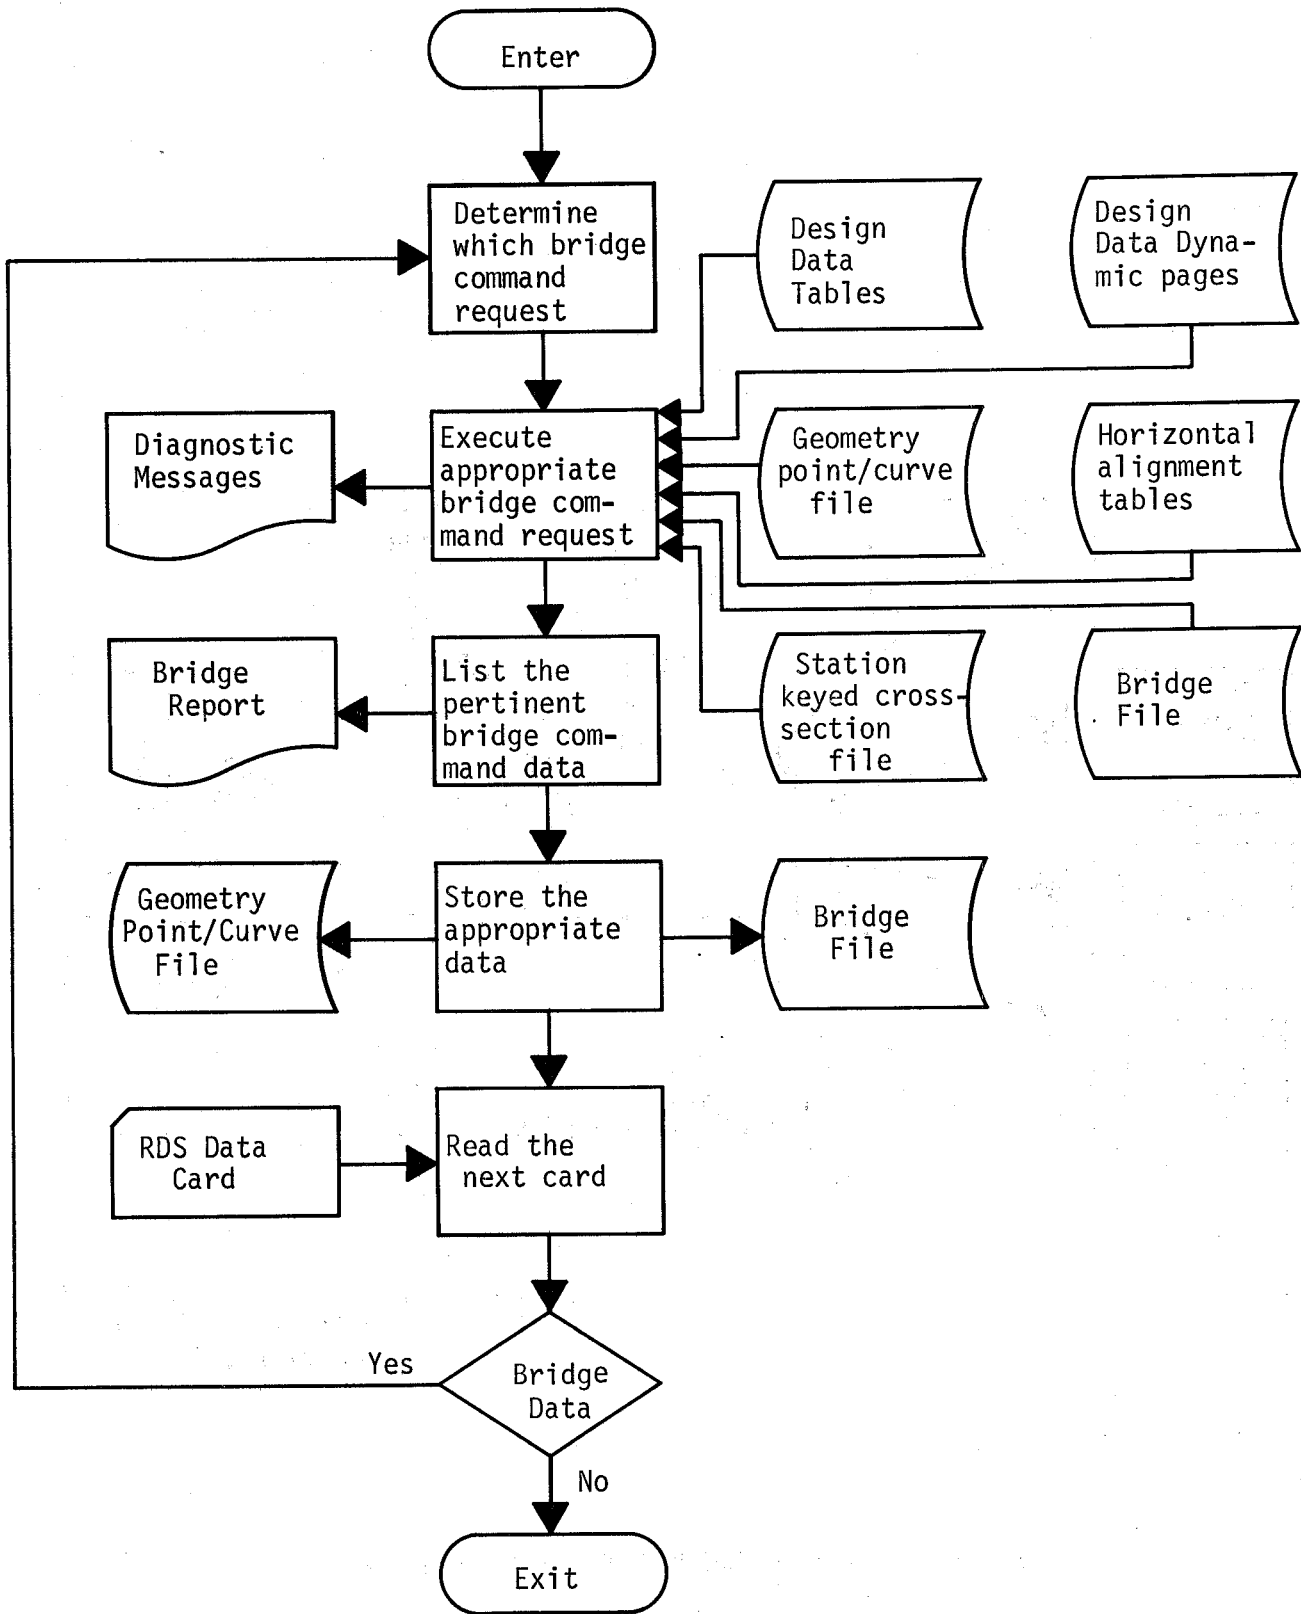 Enter
Determine
which bridge
command
request
Design
Data
Tables
Design
Data Dyna-
mic pages
Diagnostic
Messages
Execute
appropriate
bridge com-
mand request
Geometry
point/curve
file
Horizontal
alignment
tables
Bridge
Report
List the
pertinent
bridge com-
mand data
Station
keyed cross-
section
file
Bridge
File
Geometry
Point/Curve
File
Store the
appropriate
data
Bridge
File
RDS Data
Card
Read the
next card
Yes
Bridge
Data
No
Exit